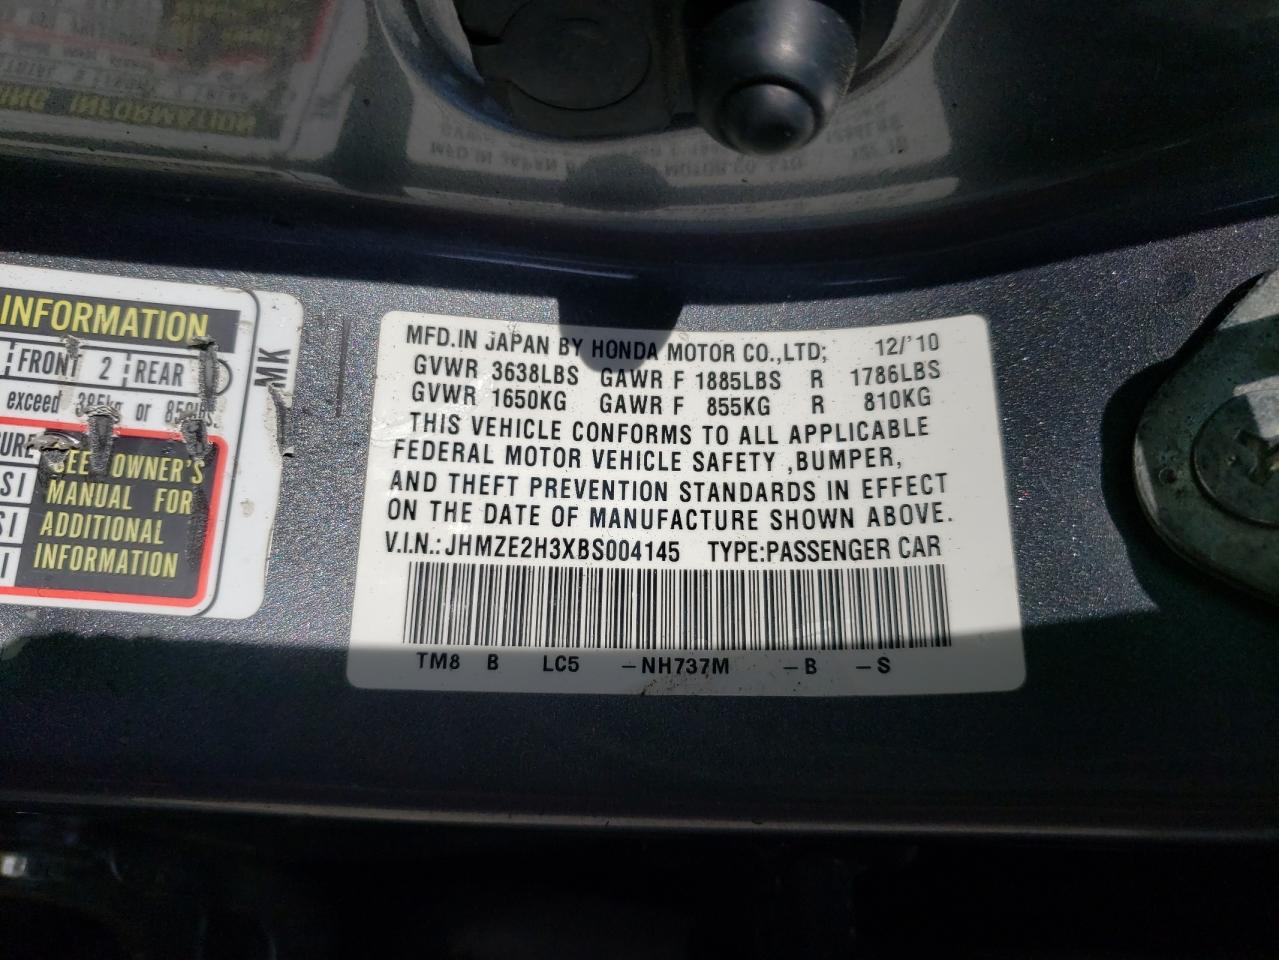 INFORMATION
FRONT 2 REAR
exceed 385kg or 850lbs.
SEE OWNER'S
MANUAL FOR
ADDITIONAL
INFORMATION
MK
MFD.IN JAPAN BY HONDA MOTOR CO.,LTD; 12/'10
GVWR 3638LBS GAWR F 1885LBS R 1786LBS
GVWR 1650KG GAWR F 855KG R 810KG
THIS VEHICLE CONFORMS TO ALL APPLICABLE
FEDERAL MOTOR VEHICLE SAFETY ,BUMPER,
AND THEFT PREVENTION STANDARDS IN EFFECT
ON THE DATE OF MANUFACTURE SHOWN ABOVE.
V.I.N.: JHMZE2H3XBS004145 TYPE:PASSENGER CAR
TM8 B LC5 -NH737M -B -S